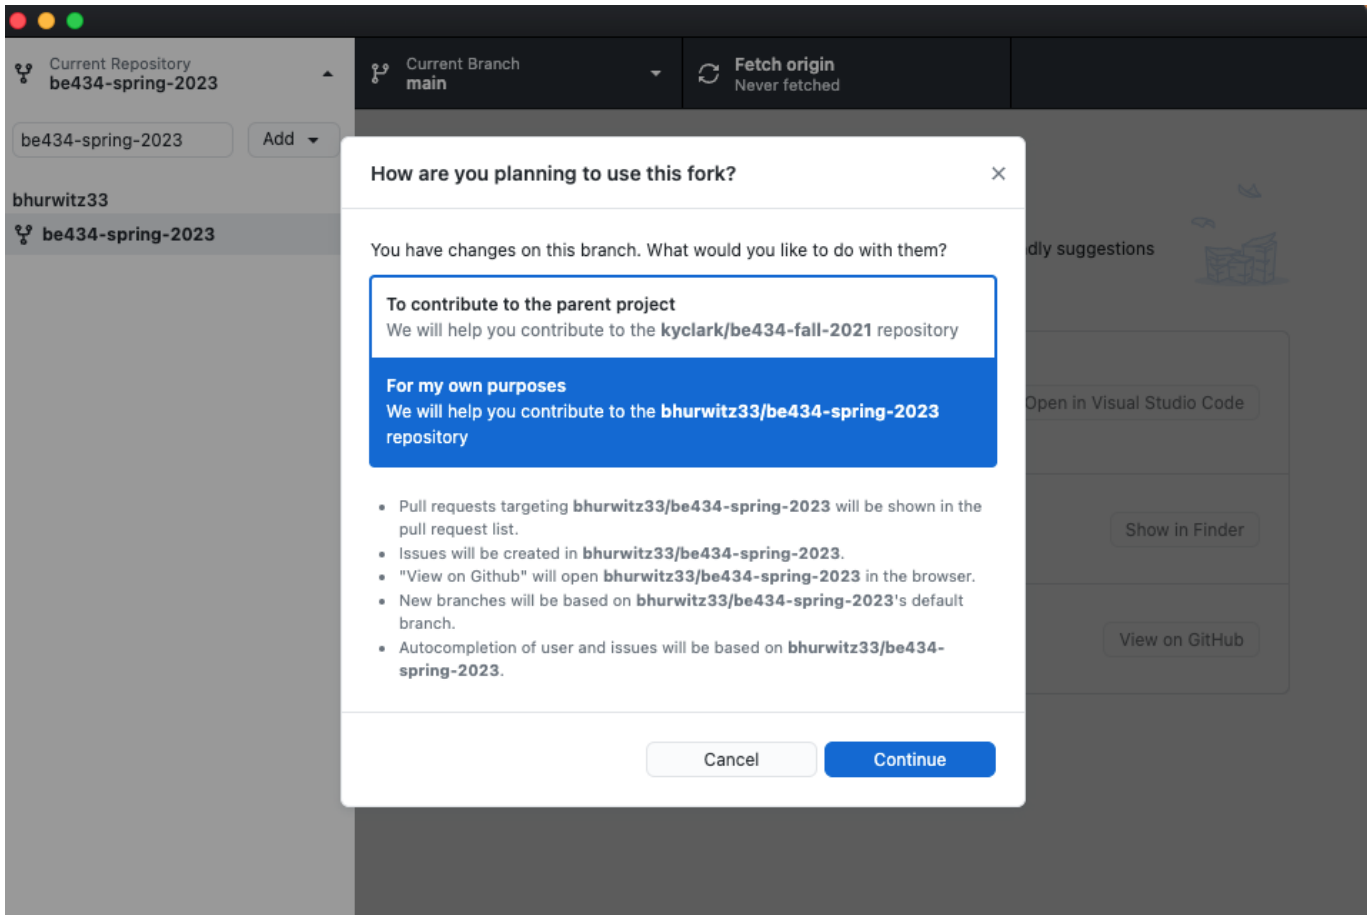 Current Repository
be434-spring-2023
Current Branch
main
Fetch origin
Never fetched
be434-spring-2023
Add
bhurwitz33
be434-spring-2023
How are you planning to use this fork?
You have changes on this branch. What would you like to do with them?
To contribute to the parent project
We will help you contribute to the kyclark/be434-fall-2021 repository
For my own purposes
We will help you contribute to the bhurwitz33/be434-spring-2023
repository
Pull requests targeting bhurwitz33/be434-spring-2023 will be shown in the
pull request list.
Issues will be created in bhurwitz33/be434-spring-2023.
"View on Github" will open bhurwitz33/be434-spring-2023 in the browser.
New branches will be based on bhurwitz33/be434-spring-2023's default
branch.
Autocompletion of user and issues will be based on bhurwitz33/be434-
spring-2023.
Cancel
Continue
dly suggestions
Open in Visual Studio Code
Show in Finder
View on GitHub